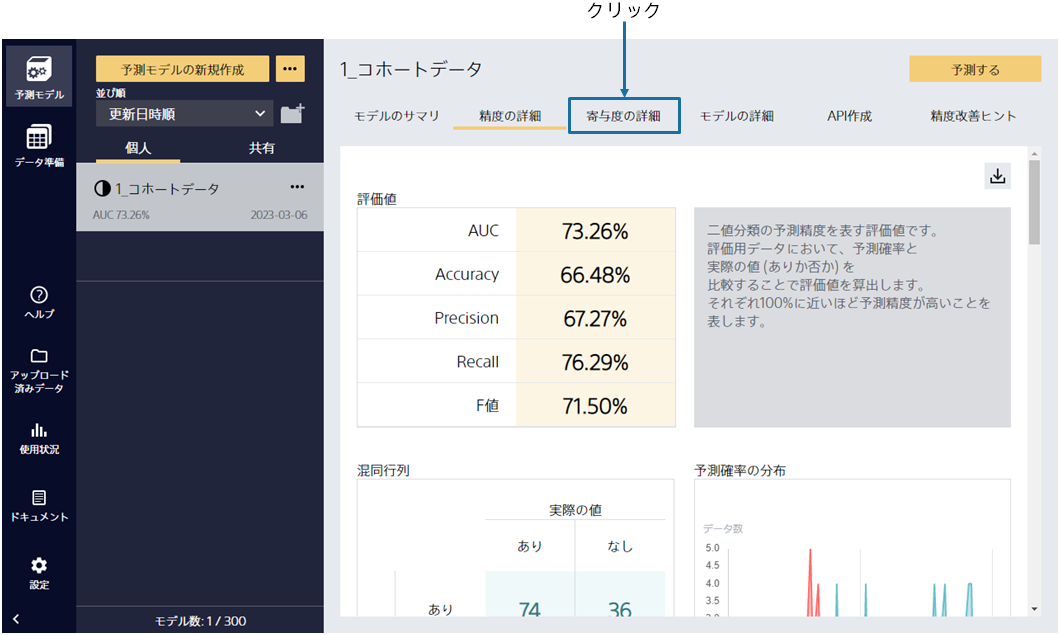 クリック
予測モデル
データ準備
ヘルプ
アップロード
済みデータ
使用状況
ドキュメント
設定
予測モデルの新規作成
並び順
更新日時順
個人 共有
1_コホートデータ
AUC 73.26% 2023-03-06
モデル数: 1 / 300
1_コホートデータ
予測する
モデルのサマリ 精度の詳細 寄与度の詳細 モデルの詳細 API作成 精度改善ヒント
評価値
AUC 73.26%
Accuracy 66.48%
Precision 67.27%
Recall 76.29%
F値 71.50%
二値分類の予測精度を表す評価値です。
評価用データにおいて、予測確率と
実際の値 (ありか否か) を
比較することで評価値を算出します。
それぞれ100%に近いほど予測精度が高いことを
表します。
混同行列
実際の値
あり なし
あり 74 36
予測確率の分布
データ数
5.0
4.5
4.0
3.5
3.0